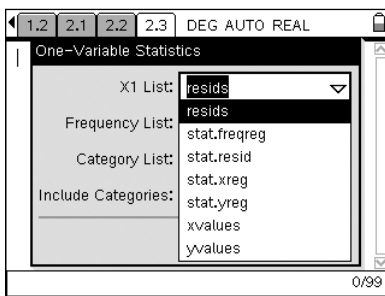 1.2 2.1 2.2 2.3 DEG AUTO REAL
One-Variable Statistics
X1 List: resids
resids
Frequency List: stat.freqreg
Category List: stat.resid
stat.xreg
Include Categories: stat.yreg
xvalues
yvalues
0/99